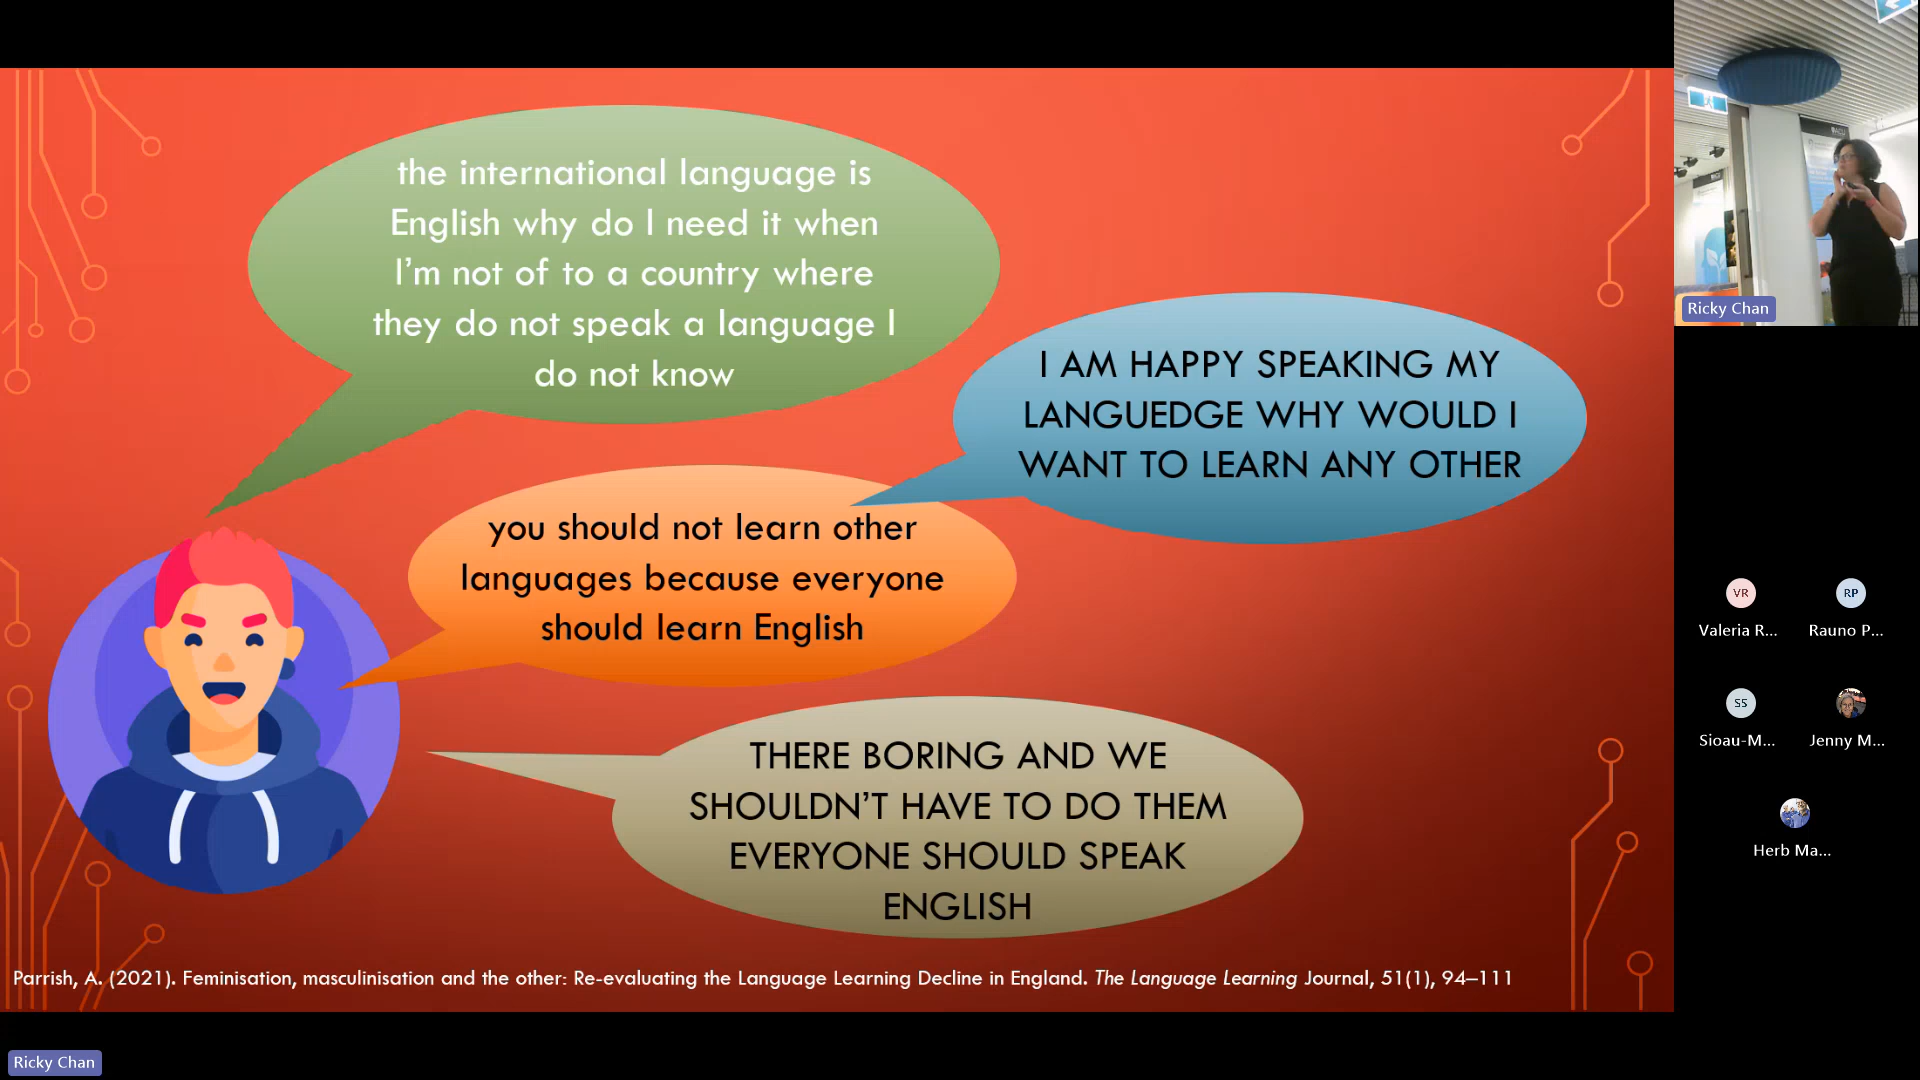 the international language is
English why do I need it when
I'm not of to a country where
they do not speak a language I
do not know
I AM HAPPY SPEAKING MY
LANGUEDGE WHY WOULD I
WANT TO LEARN ANY OTHER
you should not learn other
languages because everyone
should learn English
THERE BORING AND WE
SHOULDN'T HAVE TO DO THEM
EVERYONE SHOULD SPEAK
ENGLISH
Parrish, A. (2021). Feminisation, masculinisation and the other: Re-evaluating the Language Learning Decline in England. The Language Learning Journal, 51(1), 94–111
Ricky Chan
ACU
Ricky Chan
VR
RP
Valeria R...
Rauno P...
SS
Sioau-M...
Jenny M...
Herb Ma...